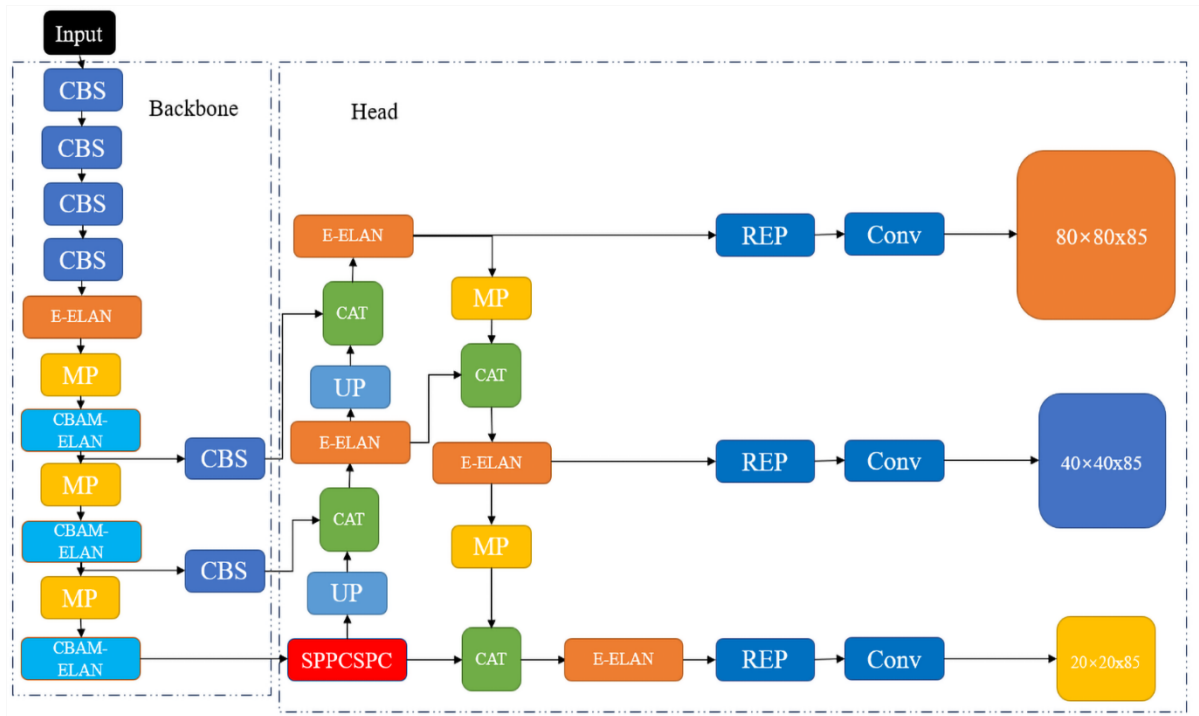 Input
Backbone
CBS
CBS
CBS
CBS
E-ELAN
MP
CBAM-
ELAN
CBS
MP
CBAM-
ELAN
CBS
MP
CBAM-
ELAN
Head
E-ELAN
REP
Conv
80×80x85
CAT
MP
UP
CAT
E-ELAN
E-ELAN
REP
Conv
40×40x85
CAT
MP
UP
SPPCSPC
CAT
E-ELAN
REP
Conv
20×20x85